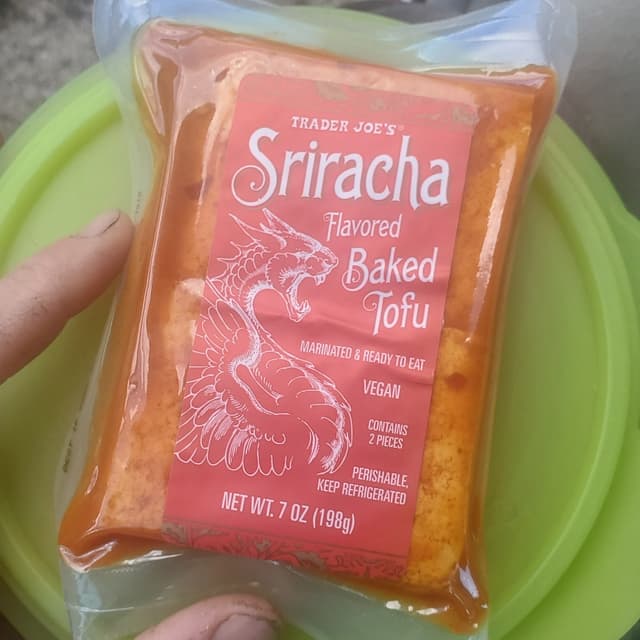 TRADER JOE'S®
Sriracha
Flavored
Baked
Tofu
MARINATED & READY TO EAT
VEGAN
CONTAINS
2 PIECES
PERISHABLE,
KEEP REFRIGERATED
NET WT. 7 OZ (198g)